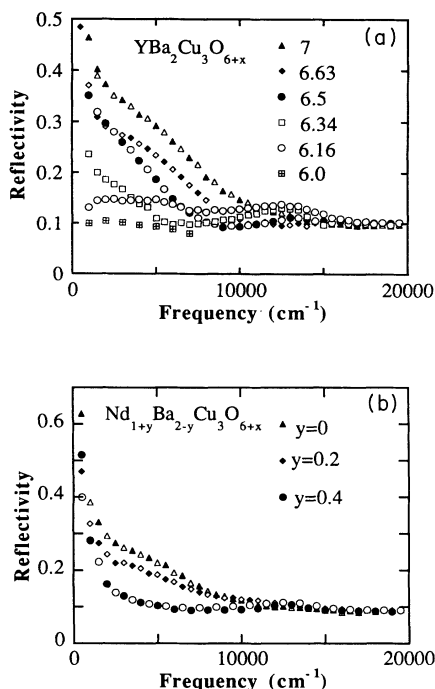 YBa2Cu3O6+x
(a)
7
6.63
6.5
6.34
6.16
6.0
Reflectivity
0.5
0.4
0.3
0.2
0.1
0
0 10000 20000
Frequency (cm-1)
Nd1+yBa2-yCu3O6+x
(b)
y=0
y=0.2
y=0.4
Reflectivity
0.6
0.4
0.2
0
0 10000 20000
Frequency (cm-1)